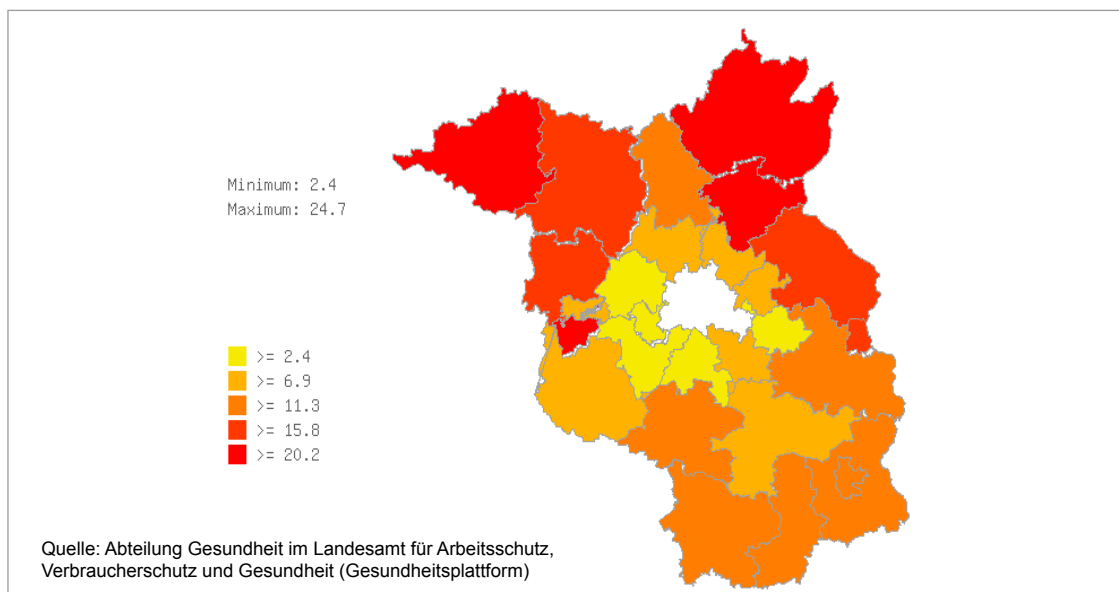 Minimum: 2.4
Maximum: 24.7
>= 2.4
>= 6.9
>= 11.3
>= 15.8
>= 20.2
Quelle: Abteilung Gesundheit im Landesamt für Arbeitsschutz,
Verbraucherschutz und Gesundheit (Gesundheitsplattform)